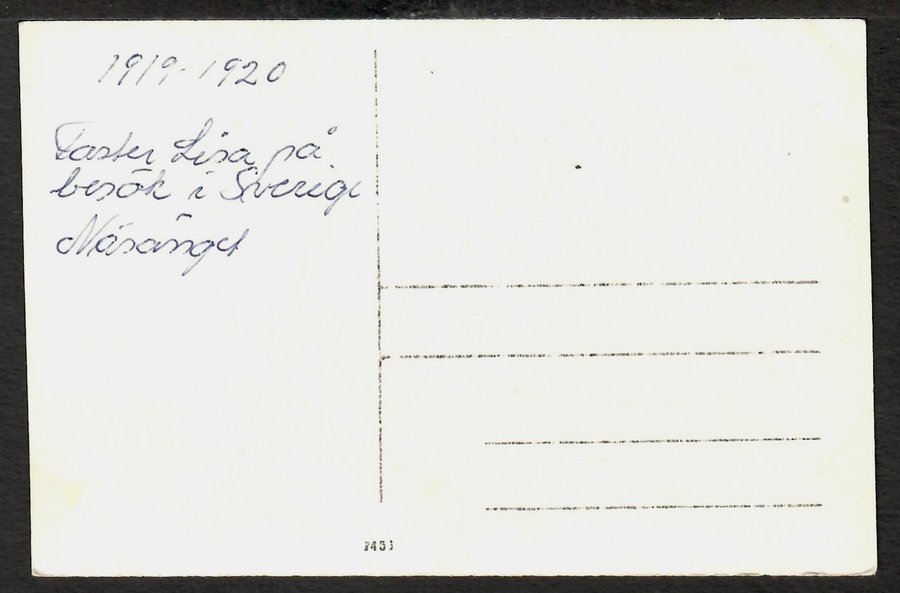 1919-1920
Faster Lisa på
besök i Sverige
Näsänget
7453